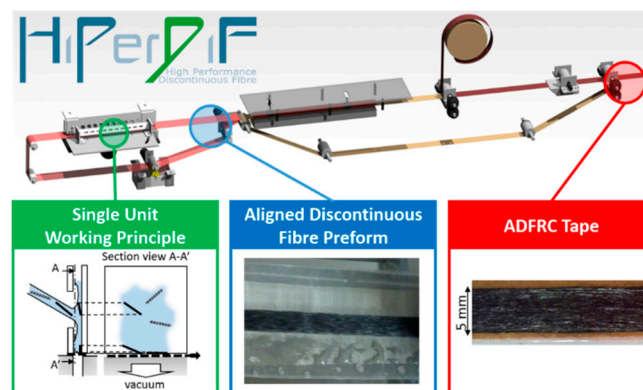 HiPerDiF
High Performance
Discontinuous Fibre
Single Unit
Working Principle
Section view A-A'
A
A'
vacuum
Aligned Discontinuous
Fibre Preform
ADFRC Tape
5 mm